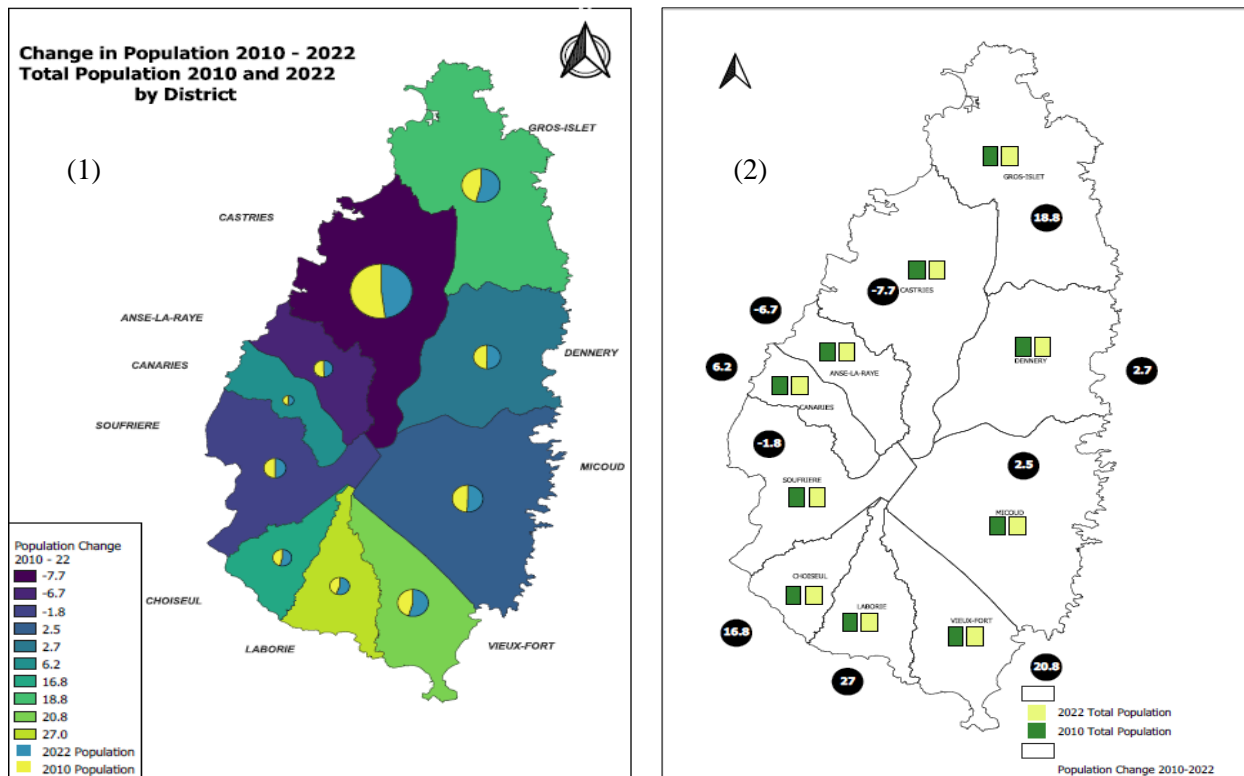 Change in Population 2010 - 2022
Total Population 2010 and 2022
by District
(1)
GROS-ISLET
CASTRIES
ANSE-LA-RAYE
CANARIES
DENNERY
SOUFRIERE
MICOUD
CHOISEUL
LABORIE
VIEUX-FORT
Population Change
2010 - 22
-7.7
-6.7
-1.8
2.5
2.7
6.2
16.8
18.8
20.8
27.0
2022 Population
2010 Population
(2)
GROS-ISLET
18.8
CASTRIES
-7.7
-6.7
ANSE-LA-RAYE
DENNERY
2.7
6.2
CANARIES
-1.8
SOUFRIERE
2.5
MICOUD
CHOISEUL
16.8
LABORIE
27
VIEUX-FORT
20.8
2022 Total Population
2010 Total Population
Population Change 2010-2022